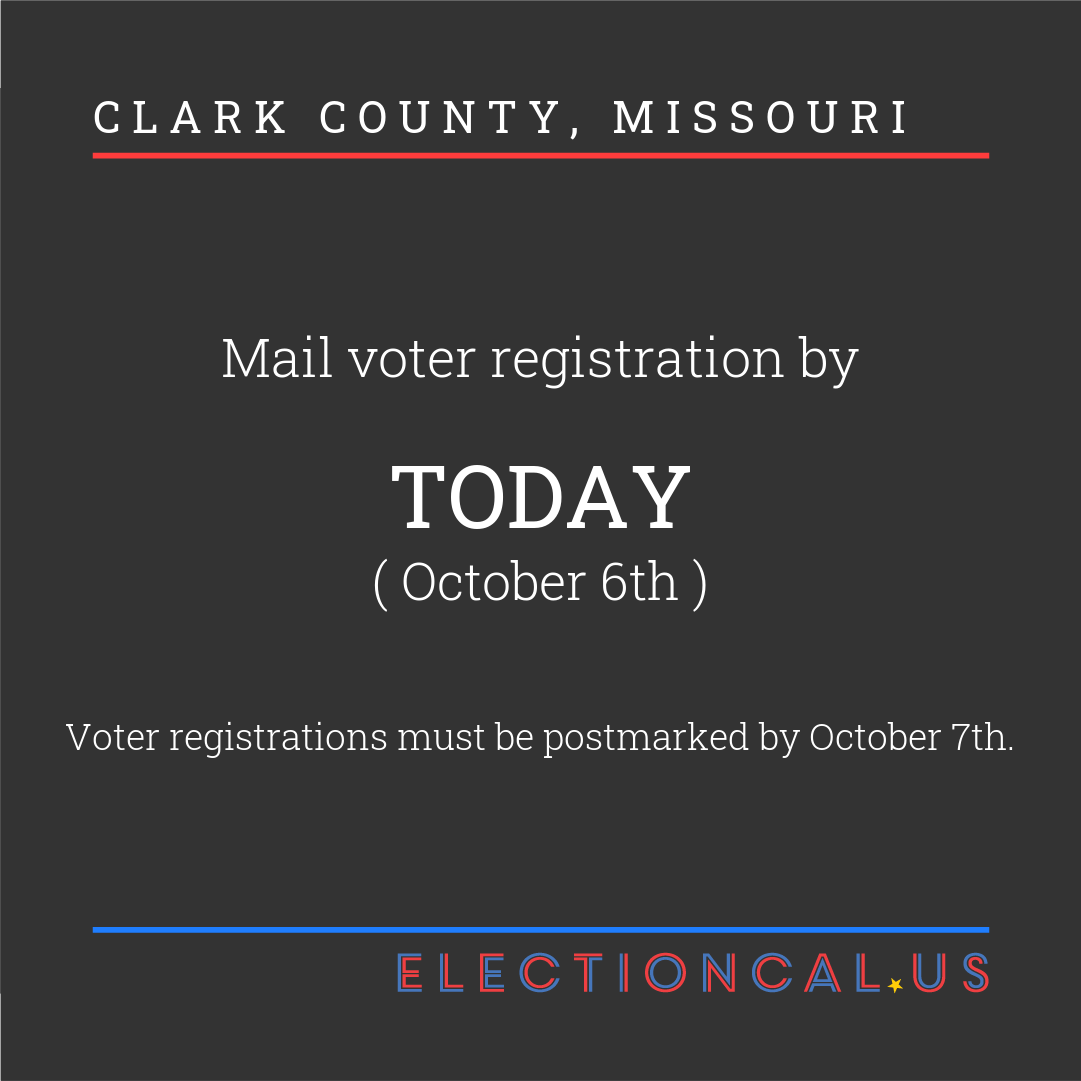 CLARK COUNTY, MISSOURI
Mail voter registration by
TODAY
( October 6th )
Voter registrations must be postmarked by October 7th.
ELECTIONCAL.US